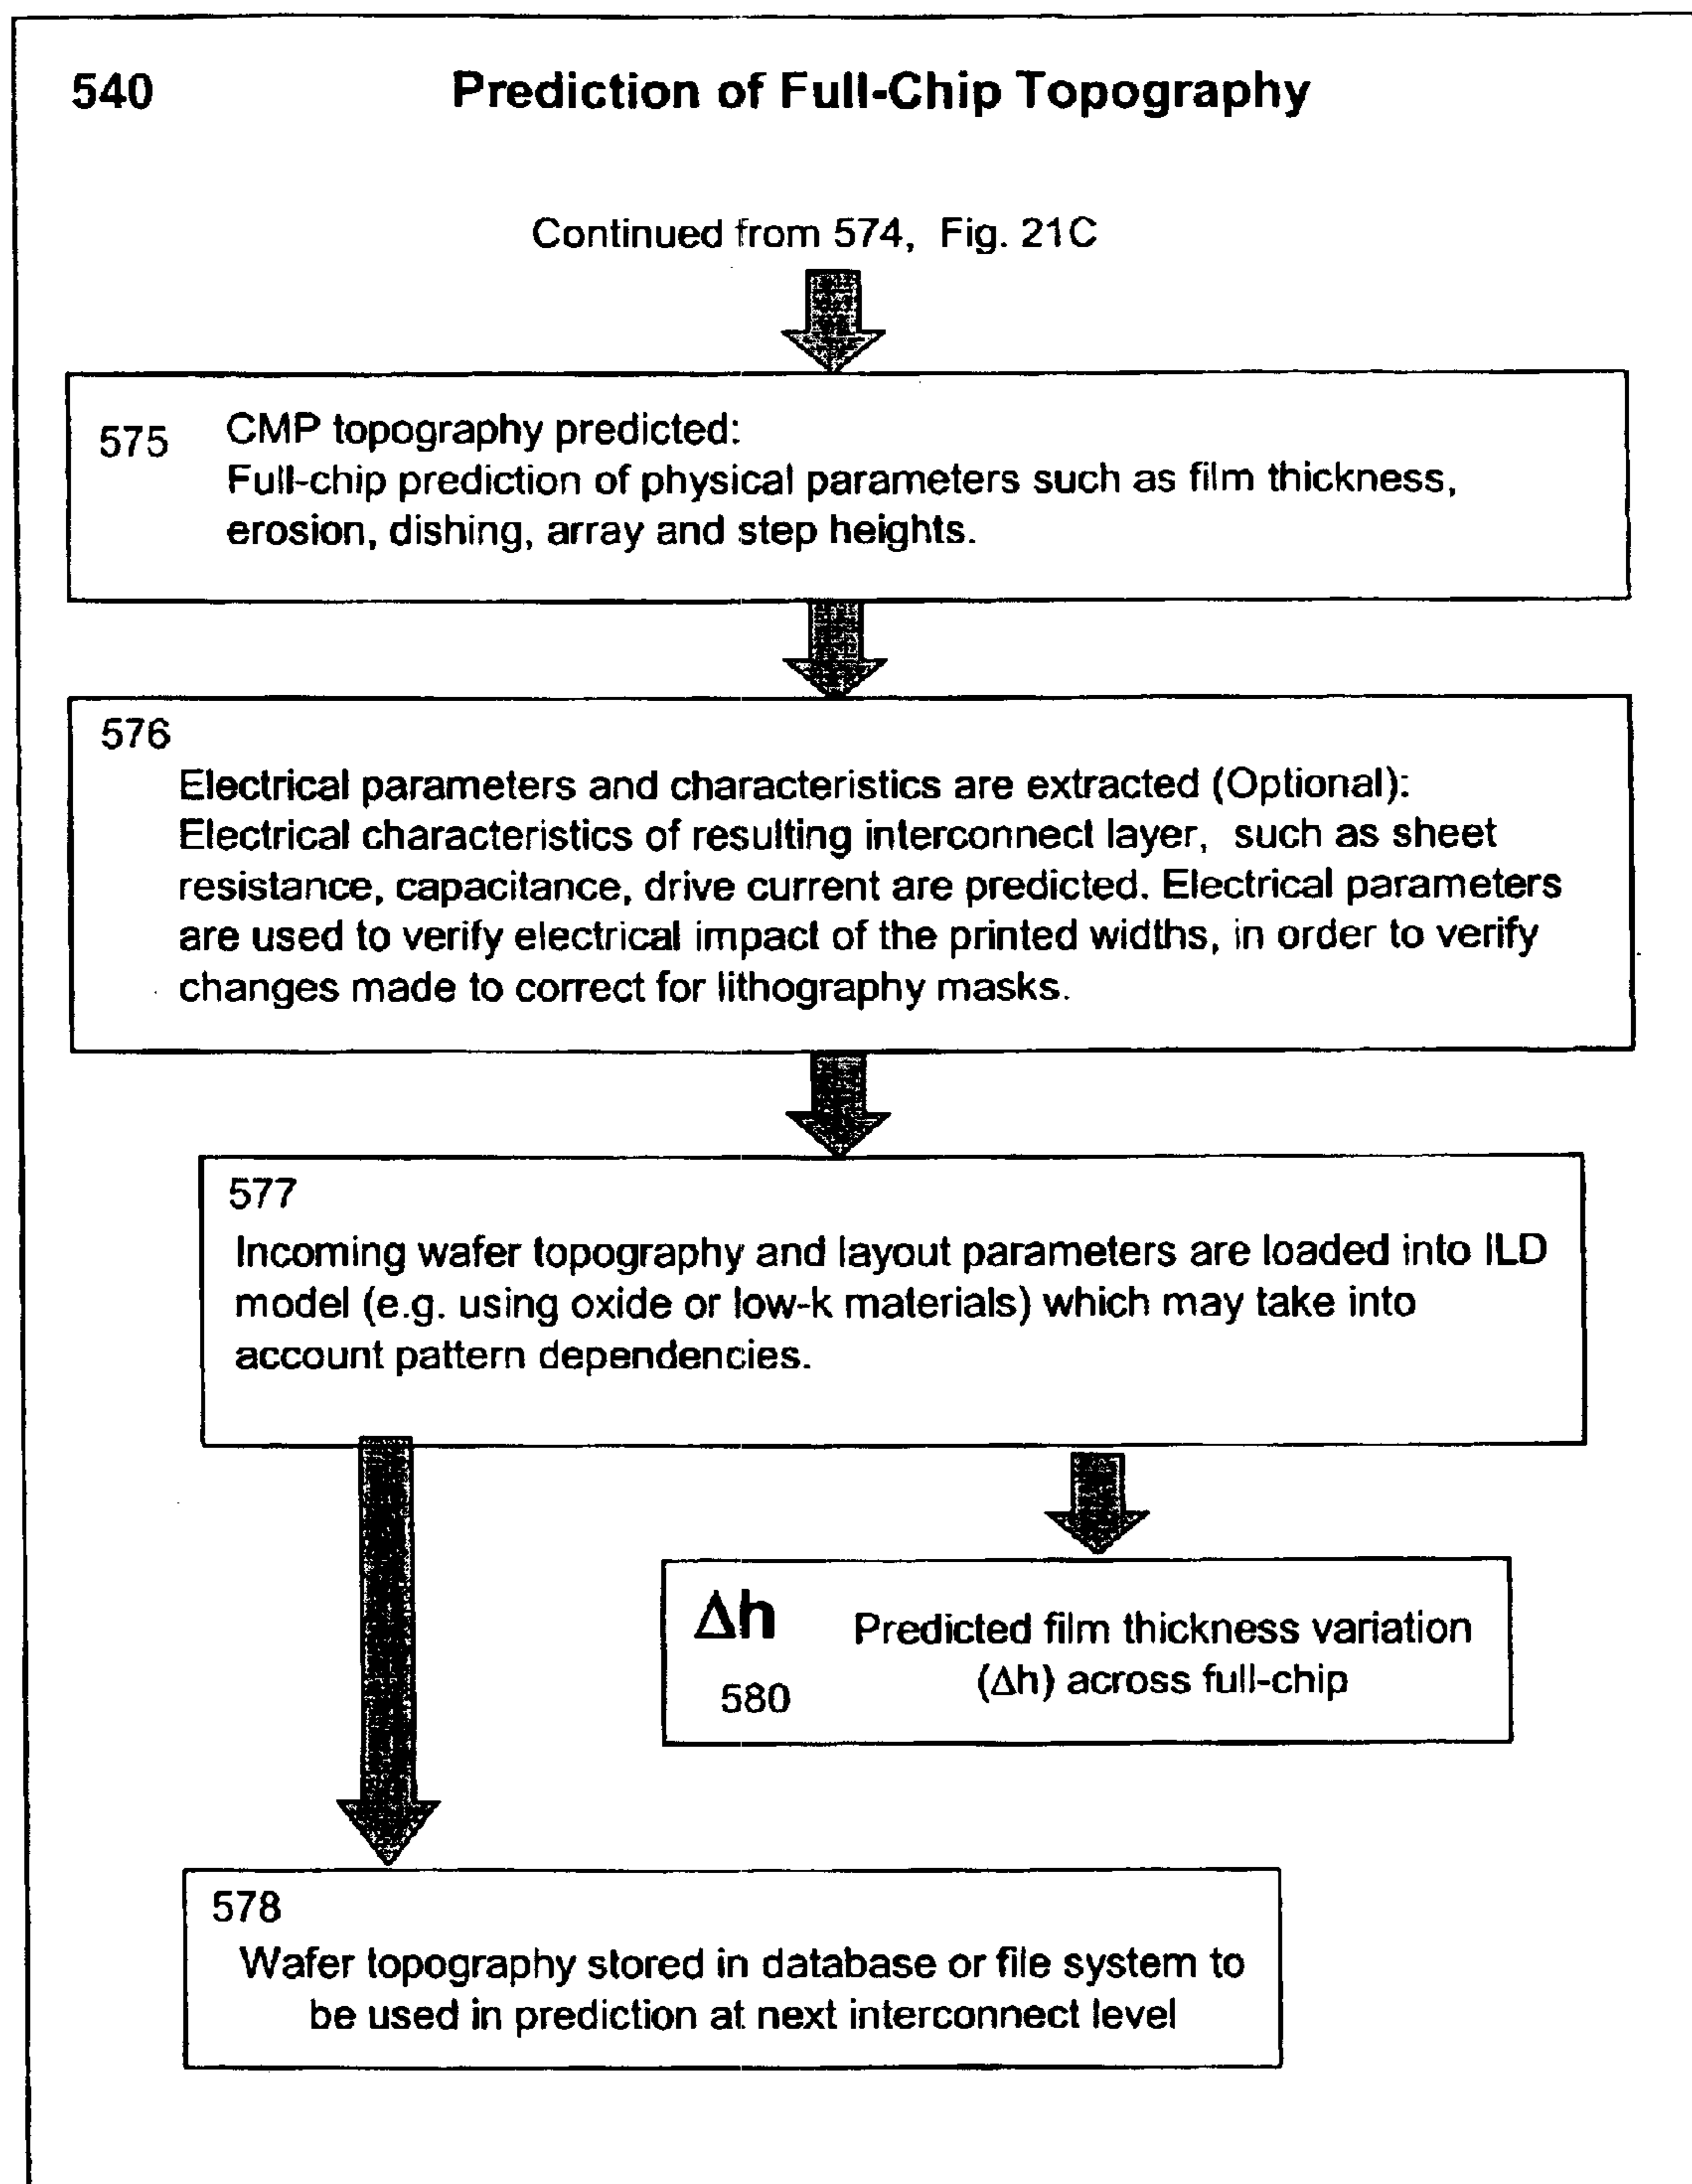 540 Prediction of Full-Chip Topography
Continued from 574, Fig. 21C
575 CMP topography predicted:
Full-chip prediction of physical parameters such as film thickness,
erosion, dishing, array and step heights.
576
Electrical parameters and characteristics are extracted (Optional):
Electrical characteristics of resulting interconnect layer, such as sheet
resistance, capacitance, drive current are predicted. Electrical parameters
are used to verify electrical impact of the printed widths, in order to verify
changes made to correct for lithography masks.
577
Incoming wafer topography and layout parameters are loaded into ILD
model (e.g. using oxide or low-k materials) which may take into
account pattern dependencies.
Δh
580
Predicted film thickness variation
(Δh) across full-chip
578
Wafer topography stored in database or file system to
be used in prediction at next interconnect level